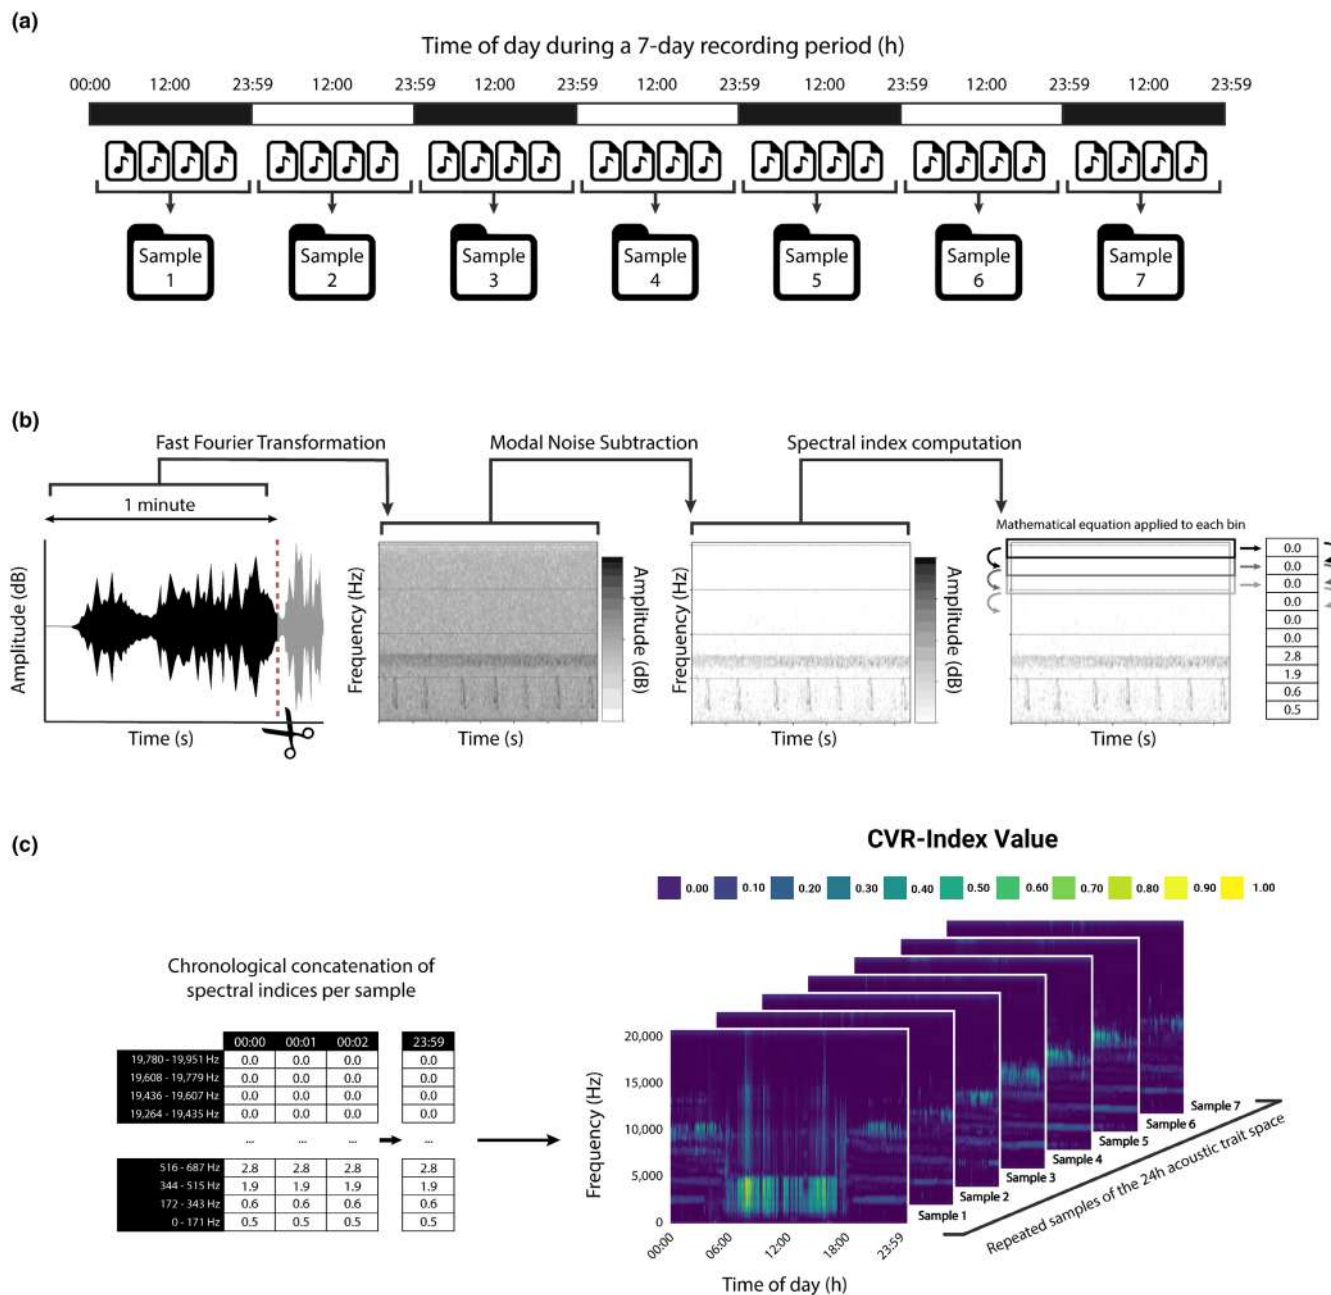 (a)
Time of day during a 7-day recording period (h)
00:00 12:00 23:59 12:00 23:59 12:00 23:59 12:00 23:59 12:00 23:59 12:00 23:59 12:00 23:59
Sample 1
Sample 2
Sample 3
Sample 4
Sample 5
Sample 6
Sample 7
(b)
Fast Fourier Transformation
Modal Noise Subtraction
Spectral index computation
1 minute
Amplitude (dB)
Time (s)
Frequency (Hz)
Amplitude (dB)
Time (s)
Frequency (Hz)
Amplitude (dB)
Time (s)
Mathematical equation applied to each bin
Time (s)
0.0
0.0
0.0
0.0
0.0
0.0
2.8
1.9
0.6
0.5
(c)
Chronological concatenation of
spectral indices per sample
00:00 00:01 00:02 23:59
19,780 - 19,951 Hz 0.0 0.0 0.0 0.0
19,608 - 19,779 Hz 0.0 0.0 0.0 0.0
19,436 - 19,607 Hz 0.0 0.0 0.0 0.0
19,264 - 19,435 Hz 0.0 0.0 0.0 0.0
... ... ... ...
516 - 687 Hz 2.8 2.8 2.8 2.8
344 - 515 Hz 1.9 1.9 1.9 1.9
172 - 343 Hz 0.6 0.6 0.6 0.6
0 - 171 Hz 0.5 0.5 0.5 0.5
CVR-Index Value
0.00 0.10 0.20 0.30 0.40 0.50 0.60 0.70 0.80 0.90 1.00
Frequency (Hz)
20,000
15,000
10,000
5,000
0
00:00 06:00 12:00 18:00 23:59
Time of day (h)
Sample 1
Sample 2
Sample 3
Sample 4
Sample 5
Sample 6
Sample 7
Repeated samples of the 24h acoustic trait space